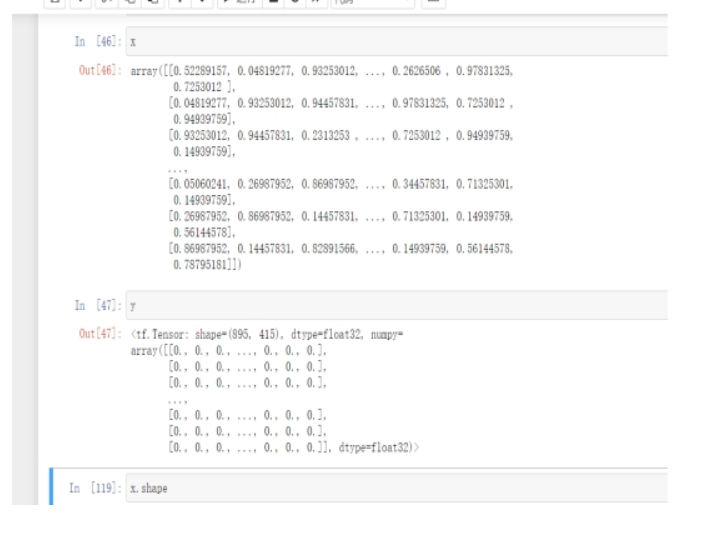 In [46]: x
Out[46]: array([[0.52289157, 0.04819277, 0.93253012, ..., 0.2626506 , 0.97831325,
0.7253012 ],
[0.04819277, 0.93253012, 0.94457831, ..., 0.97831325, 0.7253012 ,
0.94939759],
[0.93253012, 0.94457831, 0.2313253 , ..., 0.7253012 , 0.94939759,
0.14939759],
...,
[0.05060241, 0.26987952, 0.86987952, ..., 0.34457831, 0.71325301,
0.14939759],
[0.26987952, 0.86987952, 0.14457831, ..., 0.71325301, 0.14939759,
0.56144578],
[0.86987952, 0.14457831, 0.82891566, ..., 0.14939759, 0.56144578,
0.78795181]])
In [47]: y
Out[47]: <tf.Tensor: shape=(895, 415), dtype=float32, numpy=
array([[0., 0., 0., ..., 0., 0., 0.],
[0., 0., 0., ..., 0., 0., 0.],
[0., 0., 0., ..., 0., 0., 0.],
...,
[0., 0., 0., ..., 0., 0., 0.],
[0., 0., 0., ..., 0., 0., 0.],
[0., 0., 0., ..., 0., 0., 0.]], dtype=float32)>
In [119]: x.shape